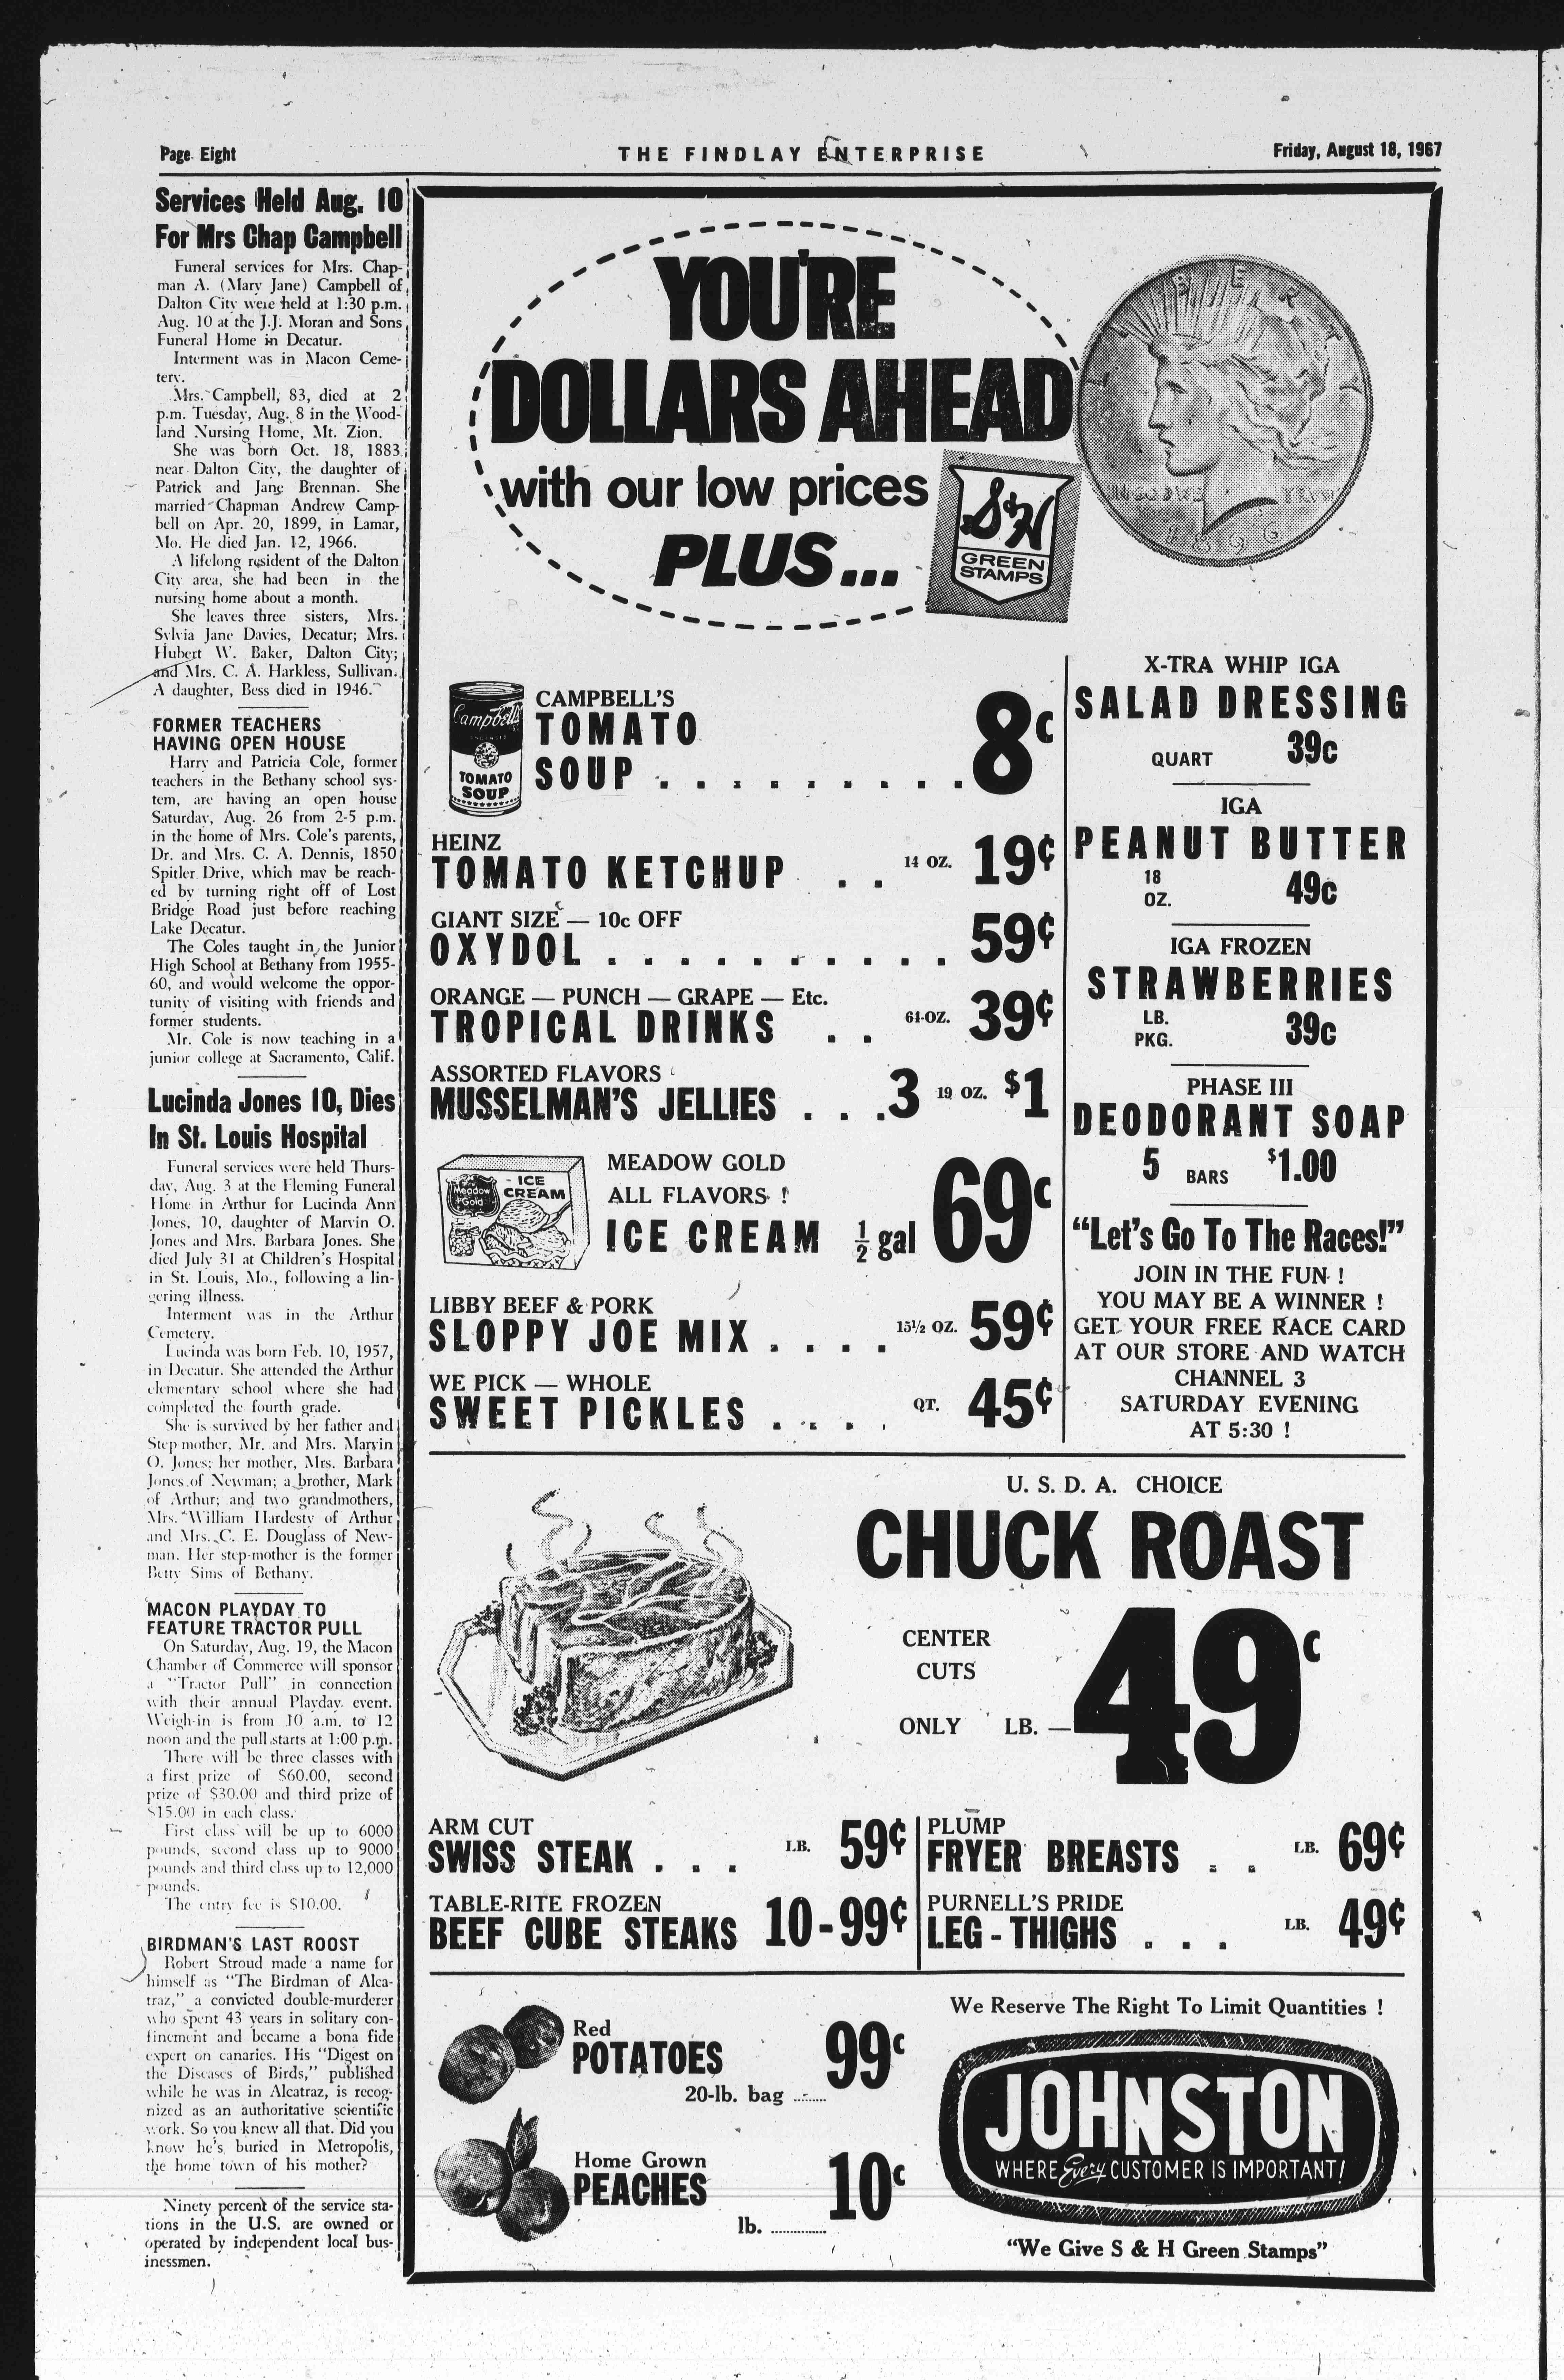 Page Eight
THE FINDLAY ENTERPRISE
Friday, August 18, 1967
Services Held Aug. 10
For Mrs Chap Campbell
Funeral services for Mrs. Chap-
man A. (Mary Jane) Campbell of
Dalton City were held at 1:30 p.m.
Aug. 10 at the J.J. Moran and Sons
Funeral Home in Decatur.
Interment was in Macon Ceme-
tery.
Mrs. Campbell, 83, died at 2
p.m. Tuesday, Aug. 8 in the Wood-
land Nursing Home, Mt. Zion.
She was born Oct. 18, 1883
near Dalton City, the daughter of
Patrick and Jane Brennan. She
married Chapman Andrew Camp-
bell on Apr. 20, 1899, in Lamar,
Mo. He died Jan. 12, 1966.
A lifelong resident of the Dalton
City area, she had been in the
nursing home about a month.
She leaves three sisters, Mrs.
Sylvia Jane Davies, Decatur; Mrs.
Hubert W. Baker, Dalton City;
and Mrs. C. A. Harkless, Sullivan.
A daughter, Bess died in 1946.
FORMER TEACHERS
HAVING OPEN HOUSE
Harry and Patricia Cole, former
teachers in the Bethany school sys-
tem, are having an open house
Saturday, Aug. 26 from 2-5 p.m.
in the home of Mrs. Cole's parents,
Dr. and Mrs. C. A. Dennis, 1850
Spitler Drive, which may be reach-
ed by turning right off of Lost
Bridge Road just before reaching
Lake Decatur.
The Coles taught in the Junior
High School at Bethany from 1955-
60, and would welcome the oppor-
tunity of visiting with friends and
former students.
Mr. Cole is now teaching in a
junior college at Sacramento, Calif.
Lucinda Jones 10, Dies
In St. Louis Hospital
Funeral services were held Thurs-
day, Aug. 3 at the Fleming Funeral
Home in Arthur for Lucinda Ann
Jones, 10, daughter of Marvin O.
Jones and Mrs. Barbara Jones. She
died July 31 at Children's Hospital
in St. Louis, Mo., following a lin-
gering illness.
Interment was in the Arthur
Cemetery.
Lucinda was born Feb. 10, 1957,
in Decatur. She attended the Arthur
elementary school where she had
completed the fourth grade.
She is survived by her father and
Step-mother, Mr. and Mrs. Marvin
O. Jones; her mother, Mrs. Barbara
Jones of Newman; a brother, Mark
of Arthur; and two grandmothers,
Mrs. William Hardesty of Arthur
and Mrs. C. E. Douglass of New-
man. Her step-mother is the former
Betty Sims of Bethany.
MACON PLAYDAY TO
FEATURE TRACTOR PULL
On Saturday, Aug. 19, the Macon
Chamber of Commerce will sponsor
a "Tractor Pull" in connection
with their annual Playday event.
Weigh-in is from 10 a.m. to 12
noon and the pull starts at 1:00 p.m.
There will be three classes with
a first prize of $60.00, second
prize of $30.00 and third prize of
$15.00 in each class.
First class will be up to 6000
pounds, second class up to 9000
pounds and third class up to 12,000
pounds.
The entry fee is $10.00.
BIRDMAN'S LAST ROOST
Robert Stroud made a name for
himself as "The Birdman of Alca-
traz," a convicted double-murderer
who spent 43 years in solitary con-
finement and became a bona fide
expert on canaries. His "Digest on
the Diseases of Birds," published
while he was in Alcatraz, is recog-
nized as an authoritative scientific
work. So you knew all that. Did you
know he's buried in Metropolis,
the home town of his mother?
Ninety percent of the service sta-
tions in the U.S. are owned or
operated by independent local bus-
inessmen.
YOU'RE
DOLLARS AHEAD
with our low prices
PLUS...
S&H
GREEN
STAMPS
LIBERTY
IN GOD WE TRUST
1896
Campbell's
CONDENSED
TOMATO
SOUP
CAMPBELL'S
TOMATO
SOUP . . . . . . . . . 8c
HEINZ
TOMATO KETCHUP . . 14 OZ. 19¢
GIANT SIZE — 10c OFF
OXYDOL . . . . . . . . . . 59¢
ORANGE — PUNCH — GRAPE — Etc.
TROPICAL DRINKS . . 64-OZ. 39¢
ASSORTED FLAVORS
MUSSELMAN'S JELLIES . . . 3 19 OZ. $1
Meadow Gold
ICE
CREAM
MEADOW GOLD
ALL FLAVORS !
ICE CREAM ½ gal 69c
LIBBY BEEF & PORK
SLOPPY JOE MIX . . . . 15½ OZ. 59¢
WE PICK — WHOLE
SWEET PICKLES . . . . QT. 45¢
X-TRA WHIP IGA
SALAD DRESSING
QUART 39c
IGA
PEANUT BUTTER
18 OZ. 49c
IGA FROZEN
STRAWBERRIES
LB. PKG. 39c
PHASE III
DEODORANT SOAP
5 BARS $1.00
"Let's Go To The Races!"
JOIN IN THE FUN !
YOU MAY BE A WINNER !
GET YOUR FREE RACE CARD
AT OUR STORE AND WATCH
CHANNEL 3
SATURDAY EVENING
AT 5:30 !
U. S. D. A. CHOICE
CHUCK ROAST
CENTER
CUTS
ONLY LB. — 49c
ARM CUT
SWISS STEAK . . . LB. 59¢
TABLE-RITE FROZEN
BEEF CUBE STEAKS 10-99¢
PLUMP
FRYER BREASTS . . LB. 69¢
PURNELL'S PRIDE
LEG - THIGHS . . . LB. 49¢
Red
POTATOES 99c
20-lb. bag ........
Home Grown
PEACHES 10c
lb. ..............
We Reserve The Right To Limit Quantities !
JOHNSTON
WHERE Every CUSTOMER IS IMPORTANT!
"We Give S & H Green Stamps"